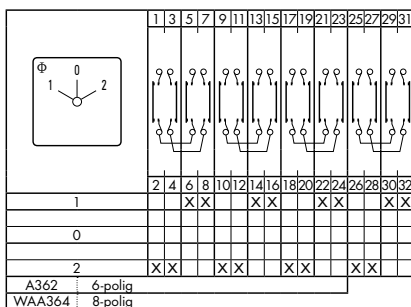 1 3 5 7 9 11 13 15 17 19 21 23 25 27 29 31
Φ 0
1 2
2 4 6 8 10 12 14 16 18 20 22 24 26 28 30 32
1 X X X X X X X X
0
2 X X X X X X X X
A362 6-polig
WAA364 8-polig